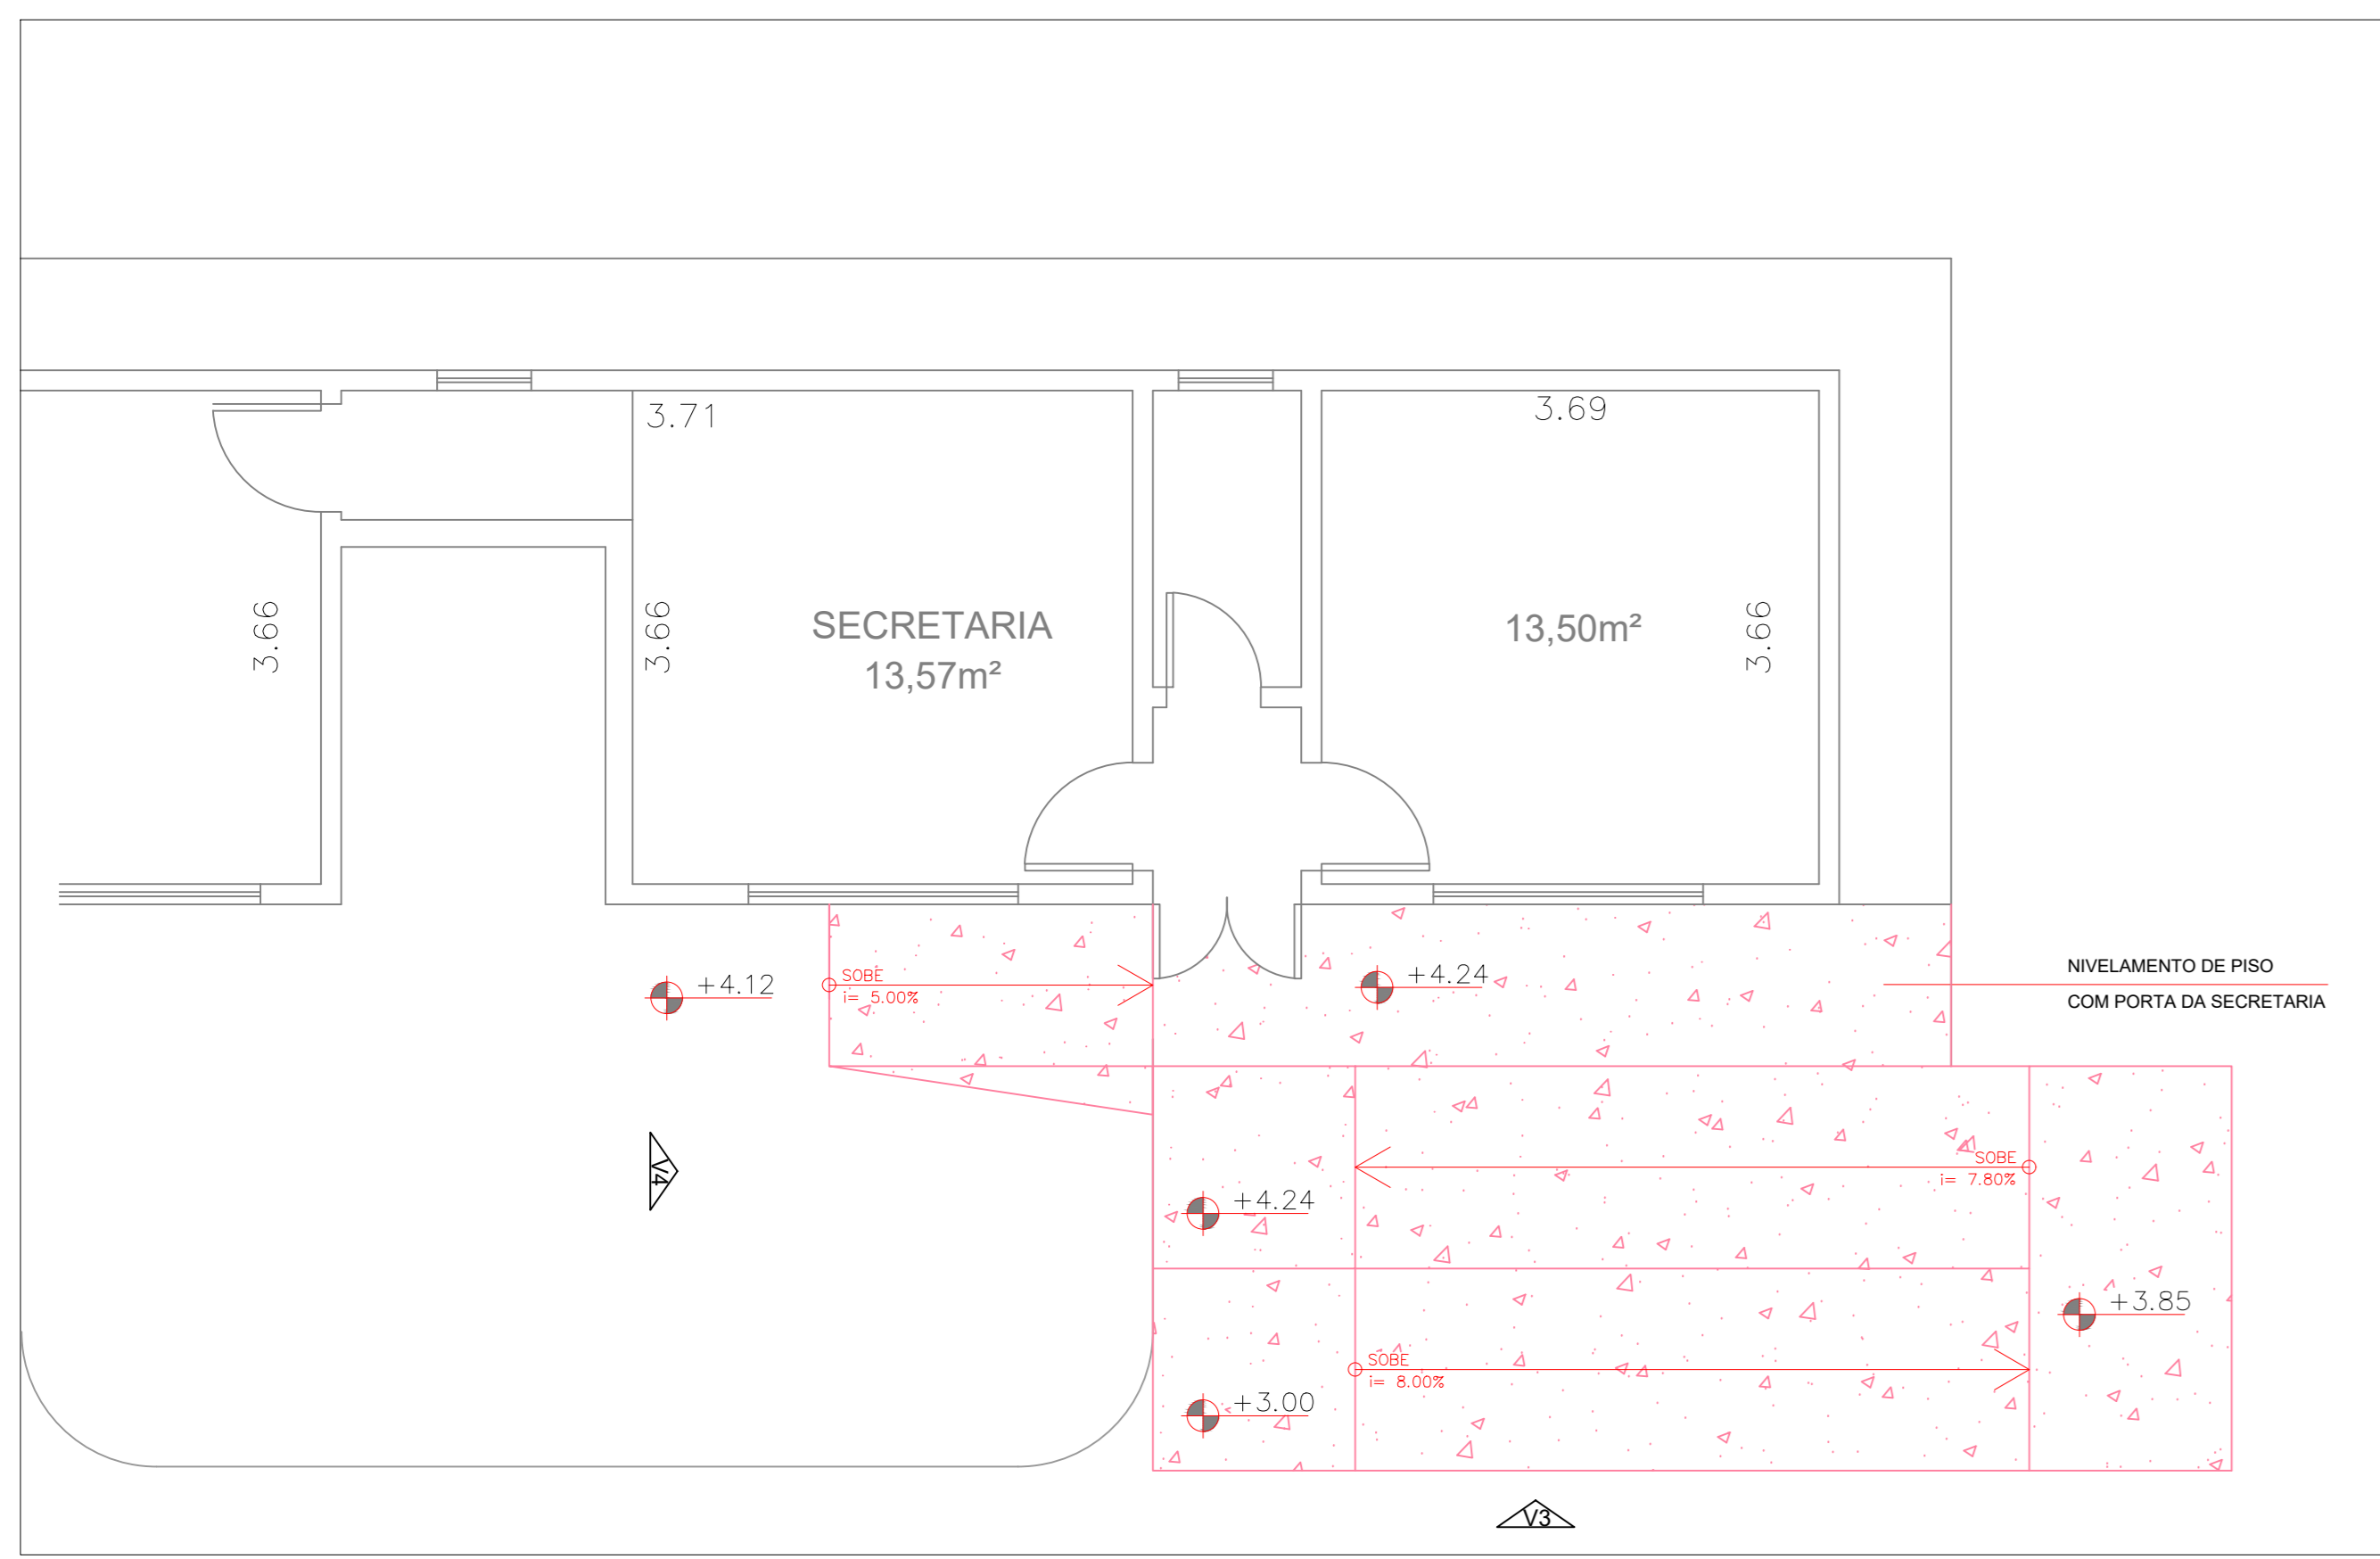 3.71
3.69
3.66
3.66
SECRETARIA
13,57m²
13,50m²
3.66
+4.12
SOBE
i= 5.00%
+4.24
NIVELAMENTO DE PISO
COM PORTA DA SECRETARIA
V4
SOBE
i= 7.80%
+4.24
+3.85
SOBE
i= 8.00%
+3.00
V3